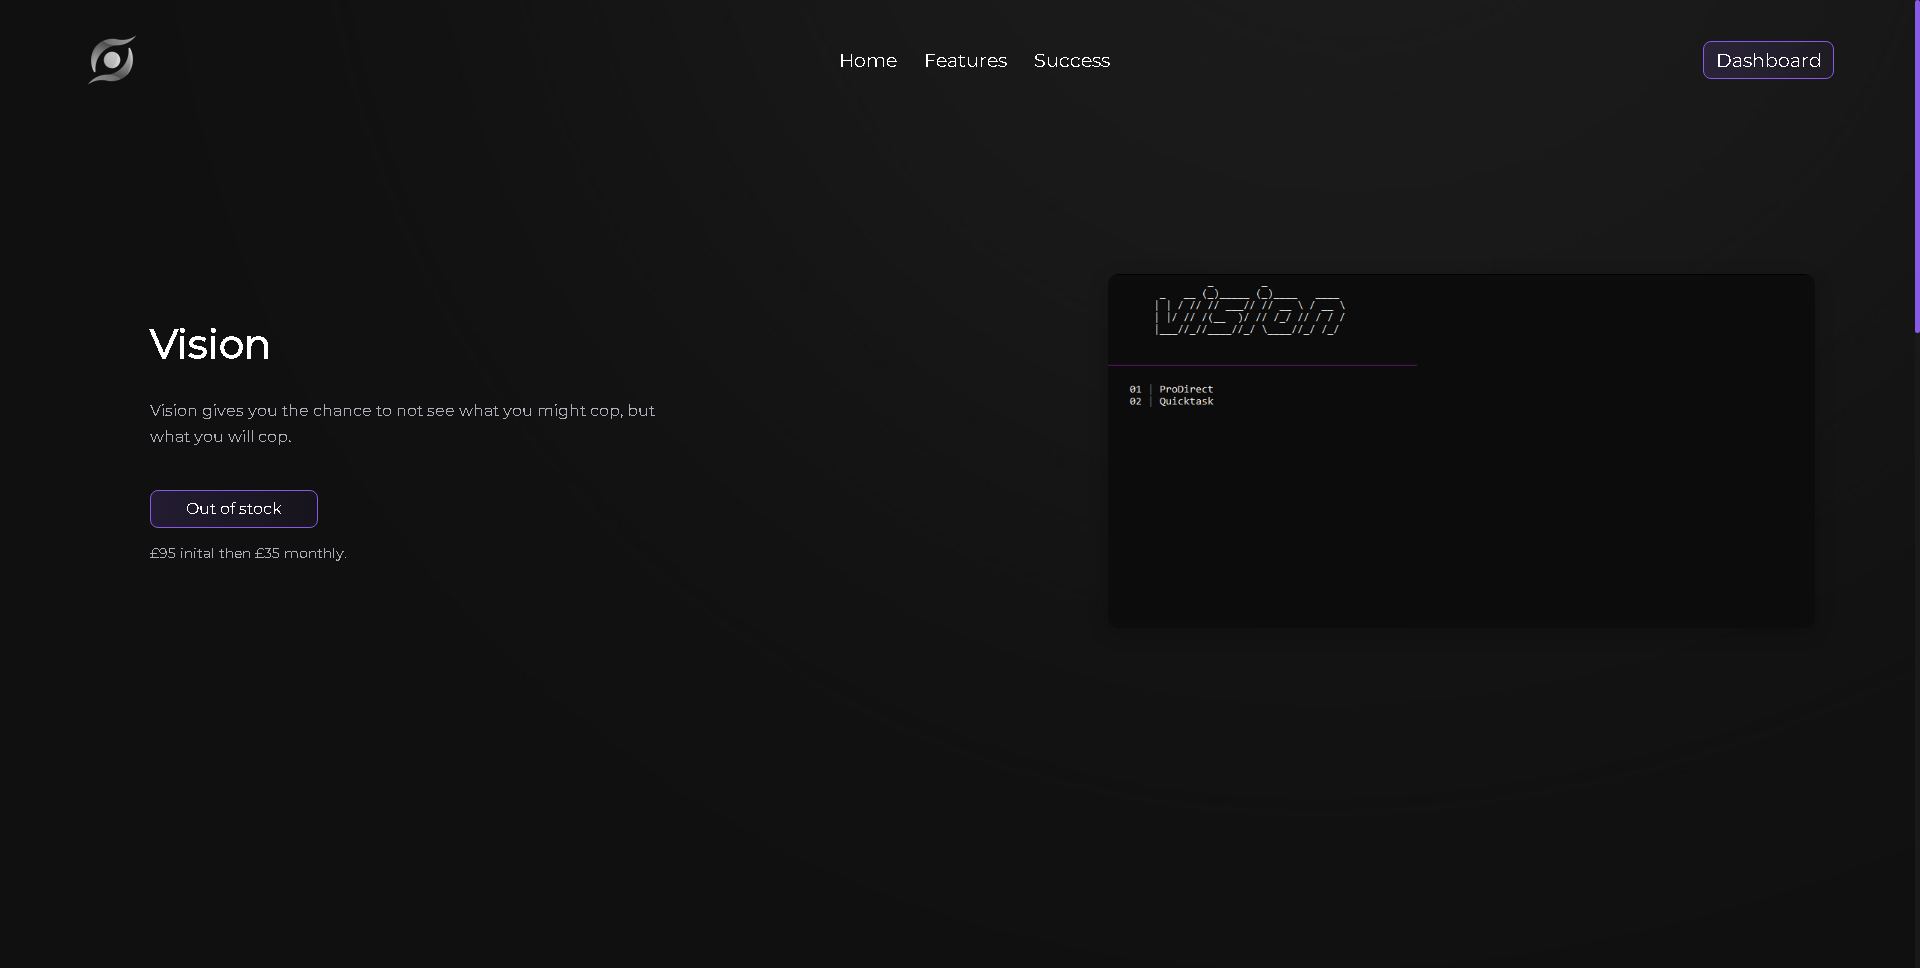 Home Features Success
Dashboard
Vision
Vision gives you the chance to not see what you might cop, but
what you will cop.
Out of stock
£95 inital then £35 monthly.
vision
01 | ProDirect
02 | Quicktask